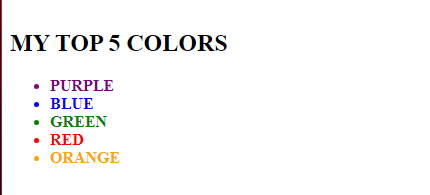 MY TOP 5 COLORS
PURPLE
BLUE
GREEN
RED
ORANGE